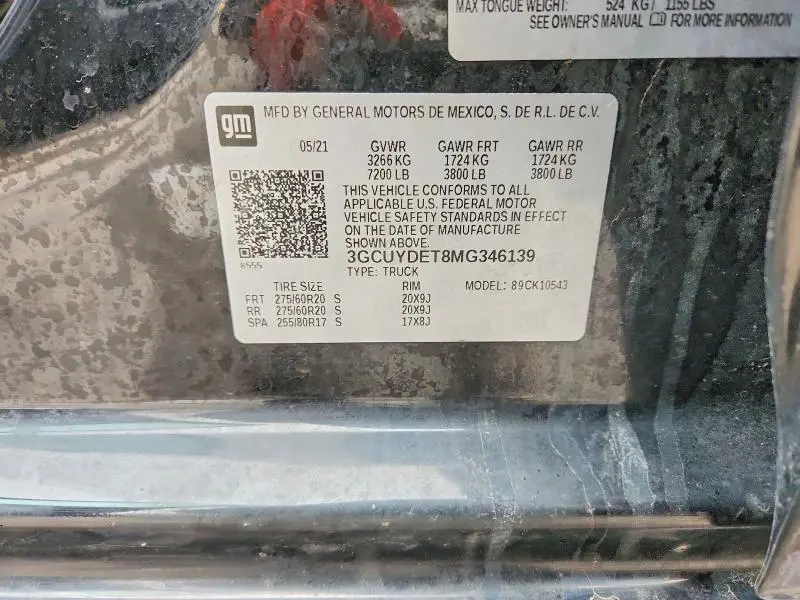 MAX TONGUE WEIGHT: 524 KG / 1155 LBS
SEE OWNER'S MANUAL FOR MORE INFORMATION
gm
MFD BY GENERAL MOTORS DE MEXICO, S. DE R.L. DE C.V.
05/21 GVWR GAWR FRT GAWR RR
3266 KG 1724 KG 1724 KG
7200 LB 3800 LB 3800 LB
THIS VEHICLE CONFORMS TO ALL
APPLICABLE U.S. FEDERAL MOTOR
VEHICLE SAFETY STANDARDS IN EFFECT
ON THE DATE OF MANUFACTURE
SHOWN ABOVE.
8555
3GCUYDET8MG346139
TYPE: TRUCK MODEL: 89CK10543
TIRE SIZE RIM
FRT 275/60R20 S 20X9J
RR 275/60R20 S 20X9J
SPA 255/80R17 S 17X8J